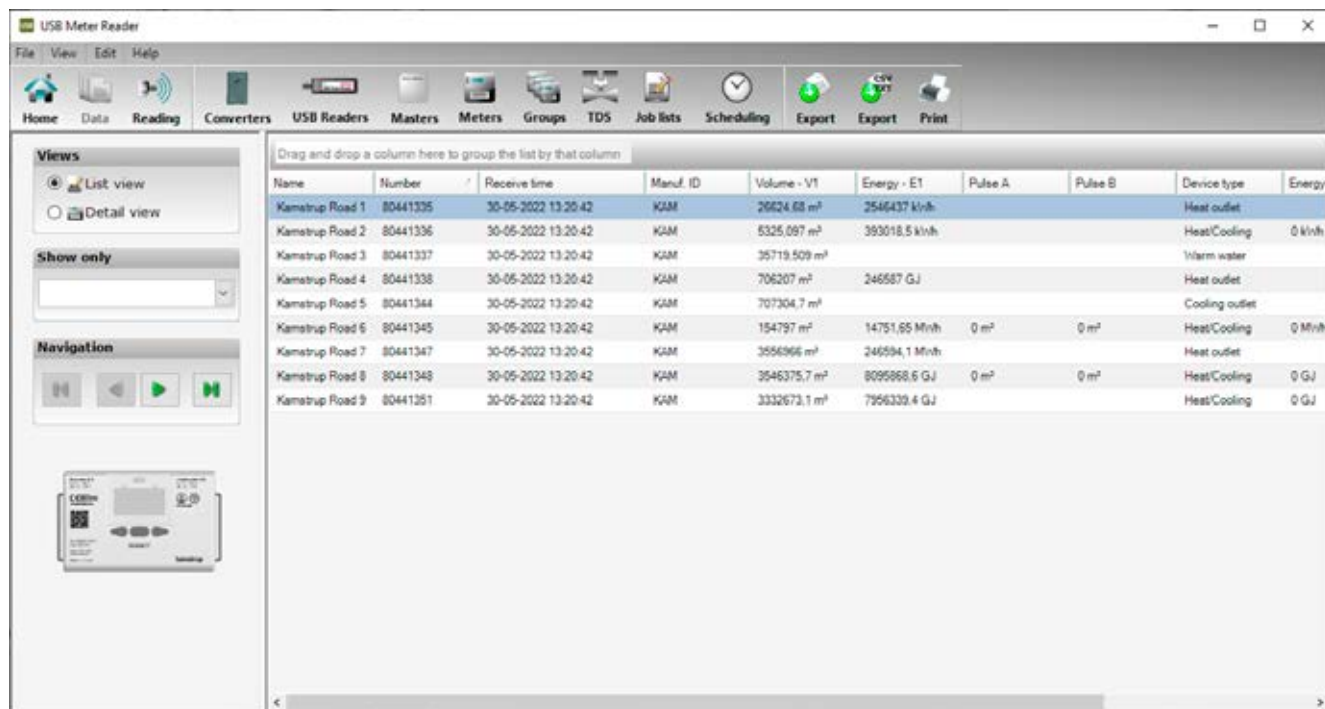 USB Meter Reader
File View Edit Help
Home Data Reading Converters USB Readers Masters Meters Groups TDS Job lists Scheduling Export Export Print
CSV
TXT
Views
List view
Detail view
Show only
Navigation
Drag and drop a column here to group the list by that column
Name Number Receive time Manuf. ID Volume - V1 Energy - E1 Pulse A Pulse B Device type Energy
Kamstrup Road 1 80441335 30-05-2022 13:20:42 KAM 26624,68 m³ 2546437 kWh Heat outlet
Kamstrup Road 2 80441336 30-05-2022 13:20:42 KAM 5325,097 m³ 393018,5 kWh Heat/Cooling 0 kWh
Kamstrup Road 3 80441337 30-05-2022 13:20:42 KAM 35719,509 m³ Warm water
Kamstrup Road 4 80441338 30-05-2022 13:20:42 KAM 706207 m³ 246587 GJ Heat outlet
Kamstrup Road 5 80441344 30-05-2022 13:20:42 KAM 707304,7 m³ Cooling outlet
Kamstrup Road 6 80441345 30-05-2022 13:20:42 KAM 154797 m³ 14751,65 MWh 0 m³ 0 m³ Heat/Cooling 0 MWh
Kamstrup Road 7 80441347 30-05-2022 13:20:42 KAM 3556966 m³ 246594,1 MWh Heat outlet
Kamstrup Road 8 80441348 30-05-2022 13:20:42 KAM 3546375,7 m³ 8095868,6 GJ 0 m³ 0 m³ Heat/Cooling 0 GJ
Kamstrup Road 9 80441351 30-05-2022 13:20:42 KAM 3332673,1 m³ 7956339,4 GJ Heat/Cooling 0 GJ
kamstrup